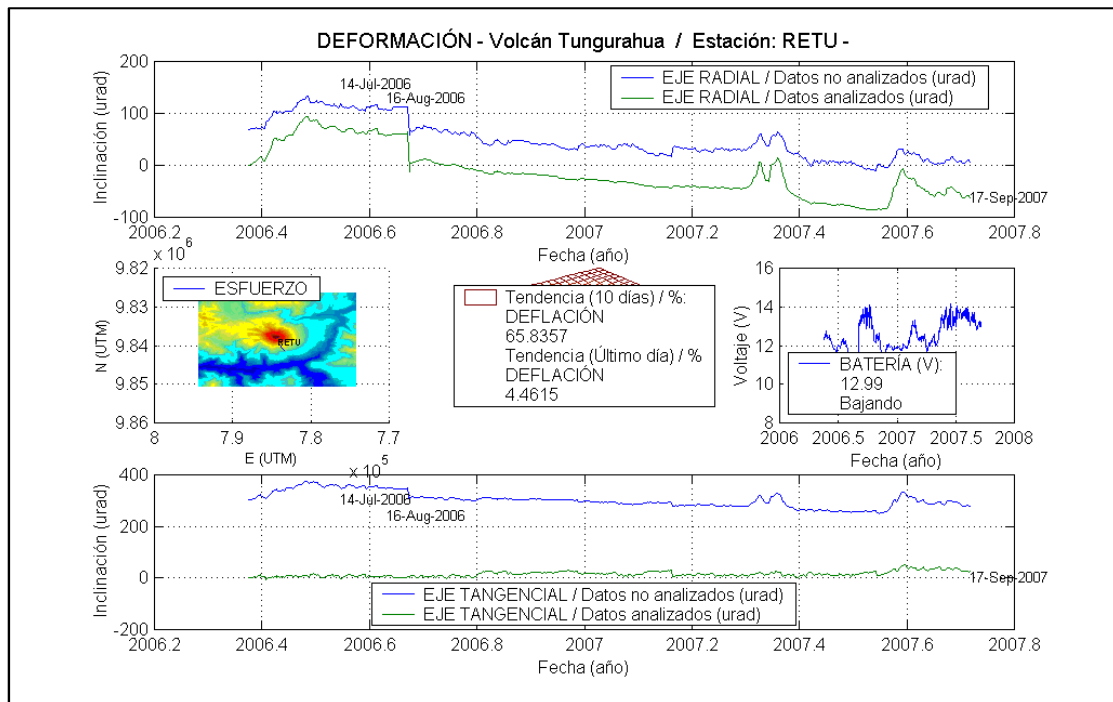 DEFORMACIÓN - Volcán Tungurahua / Estación: RETU -
200
100
0
-100
Inclinación (urad)
14-Jul-2006
16-Aug-2006
EJE RADIAL / Datos no analizados (urad)
EJE RADIAL / Datos analizados (urad)
17-Sep-2007
2006.2 2006.4 2006.6 2006.8 2007 2007.2 2007.4 2007.6 2007.8
Fecha (año)
x 10^6
9.82
9.83
9.84
9.85
9.86
N (UTM)
ESFUERZO
RETU
8 7.9 7.8 7.7
E (UTM)
x 10^5
Tendencia (10 días) / %:
DEFLACIÓN
65.8357
Tendencia (Último día) / %
DEFLACIÓN
4.4615
16
14
12
10
8
Voltaje (V)
BATERÍA (V):
12.99
Bajando
2006 2006.5 2007 2007.5 2008
Fecha (año)
400
200
0
-200
Inclinación (urad)
14-Jul-2006
16-Aug-2006
17-Sep-2007
EJE TANGENCIAL / Datos no analizados (urad)
EJE TANGENCIAL / Datos analizados (urad)
2006.2 2006.4 2006.6 2006.8 2007 2007.2 2007.4 2007.6 2007.8
Fecha (año)